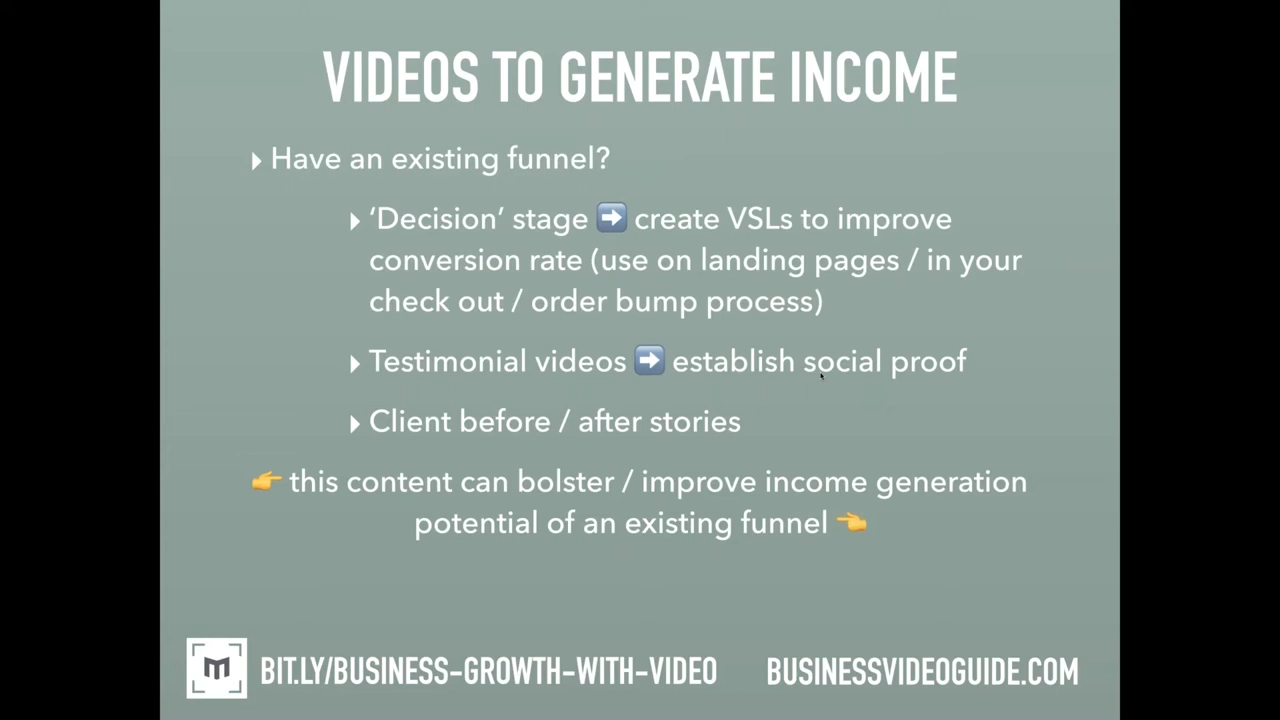 VIDEOS TO GENERATE INCOME
▸ Have an existing funnel?
▸ ‘Decision’ stage ➡️ create VSLs to improve
conversion rate (use on landing pages / in your
check out / order bump process)
▸ Testimonial videos ➡️ establish social proof
▸ Client before / after stories
👉 this content can bolster / improve income generation
potential of an existing funnel 👈
M BIT.LY/BUSINESS-GROWTH-WITH-VIDEO BUSINESSVIDEOGUIDE.COM